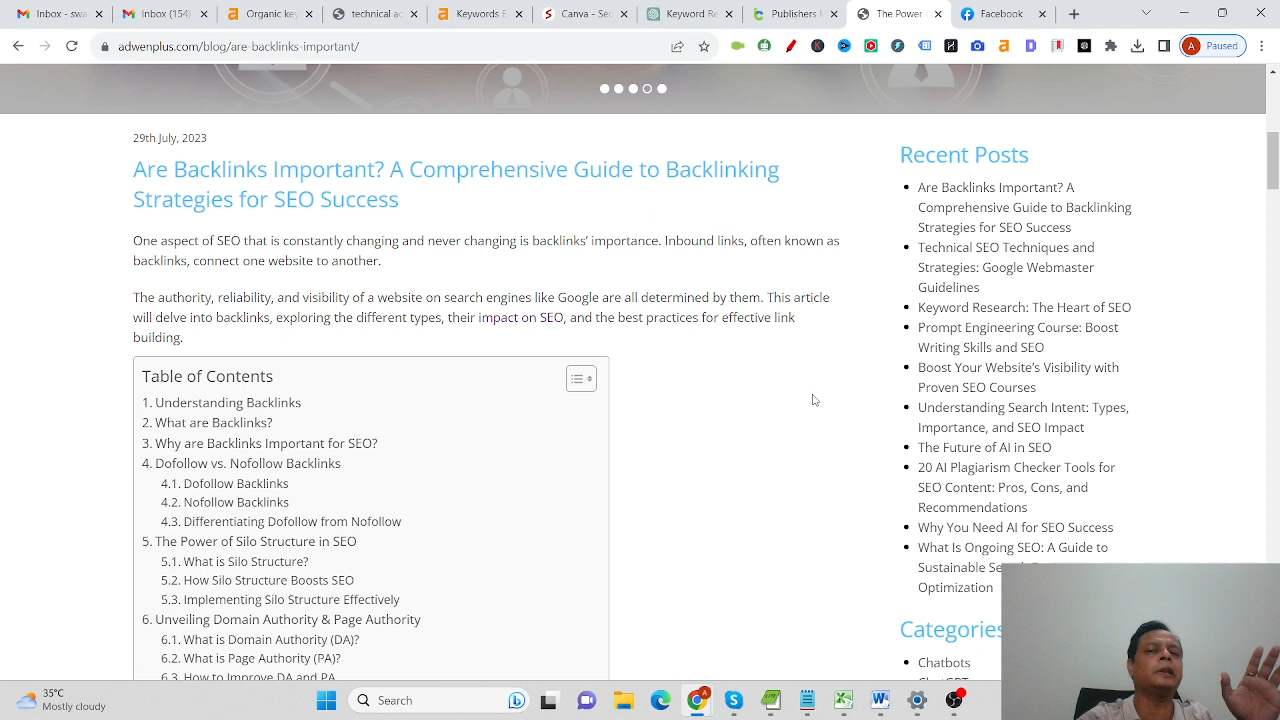 Inbox - swa
Inbox (154)
Organic key
technical ac
Keywords E
Canva - Seo
Keyword Re
Publishers M
The Power
Facebook
adwenplus.com/blog/are-backlinks-important/
Paused
29th July, 2023
Are Backlinks Important? A Comprehensive Guide to Backlinking
Strategies for SEO Success
One aspect of SEO that is constantly changing and never changing is backlinks' importance. Inbound links, often known as
backlinks, connect one website to another.
The authority, reliability, and visibility of a website on search engines like Google are all determined by them. This article
will delve into backlinks, exploring the different types, their impact on SEO, and the best practices for effective link
building.
Table of Contents
1. Understanding Backlinks
2. What are Backlinks?
3. Why are Backlinks Important for SEO?
4. Dofollow vs. Nofollow Backlinks
4.1. Dofollow Backlinks
4.2. Nofollow Backlinks
4.3. Differentiating Dofollow from Nofollow
5. The Power of Silo Structure in SEO
5.1. What is Silo Structure?
5.2. How Silo Structure Boosts SEO
5.3. Implementing Silo Structure Effectively
6. Unveiling Domain Authority & Page Authority
6.1. What is Domain Authority (DA)?
6.2. What is Page Authority (PA)?
6.3. How to Improve DA and PA
Recent Posts
Are Backlinks Important? A
Comprehensive Guide to Backlinking
Strategies for SEO Success
Technical SEO Techniques and
Strategies: Google Webmaster
Guidelines
Keyword Research: The Heart of SEO
Prompt Engineering Course: Boost
Writing Skills and SEO
Boost Your Website's Visibility with
Proven SEO Courses
Understanding Search Intent: Types,
Importance, and SEO Impact
The Future of AI in SEO
20 AI Plagiarism Checker Tools for
SEO Content: Pros, Cons, and
Recommendations
Why You Need AI for SEO Success
What Is Ongoing SEO: A Guide to
Sustainable
Optimization
Categories
Chatbots
35°C
Mostly cloudy
Search